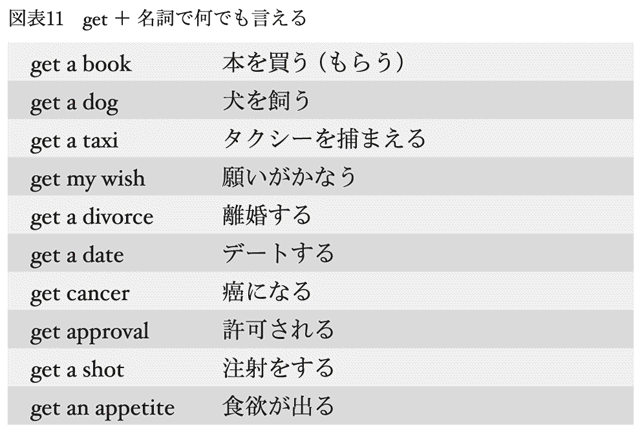 図表11　get ＋ 名詞で何でも言える
get a book　本を買う（もらう）
get a dog　犬を飼う
get a taxi　タクシーを捕まえる
get my wish　願いがかなう
get a divorce　離婚する
get a date　デートする
get cancer　癌になる
get approval　許可される
get a shot　注射をする
get an appetite　食欲が出る